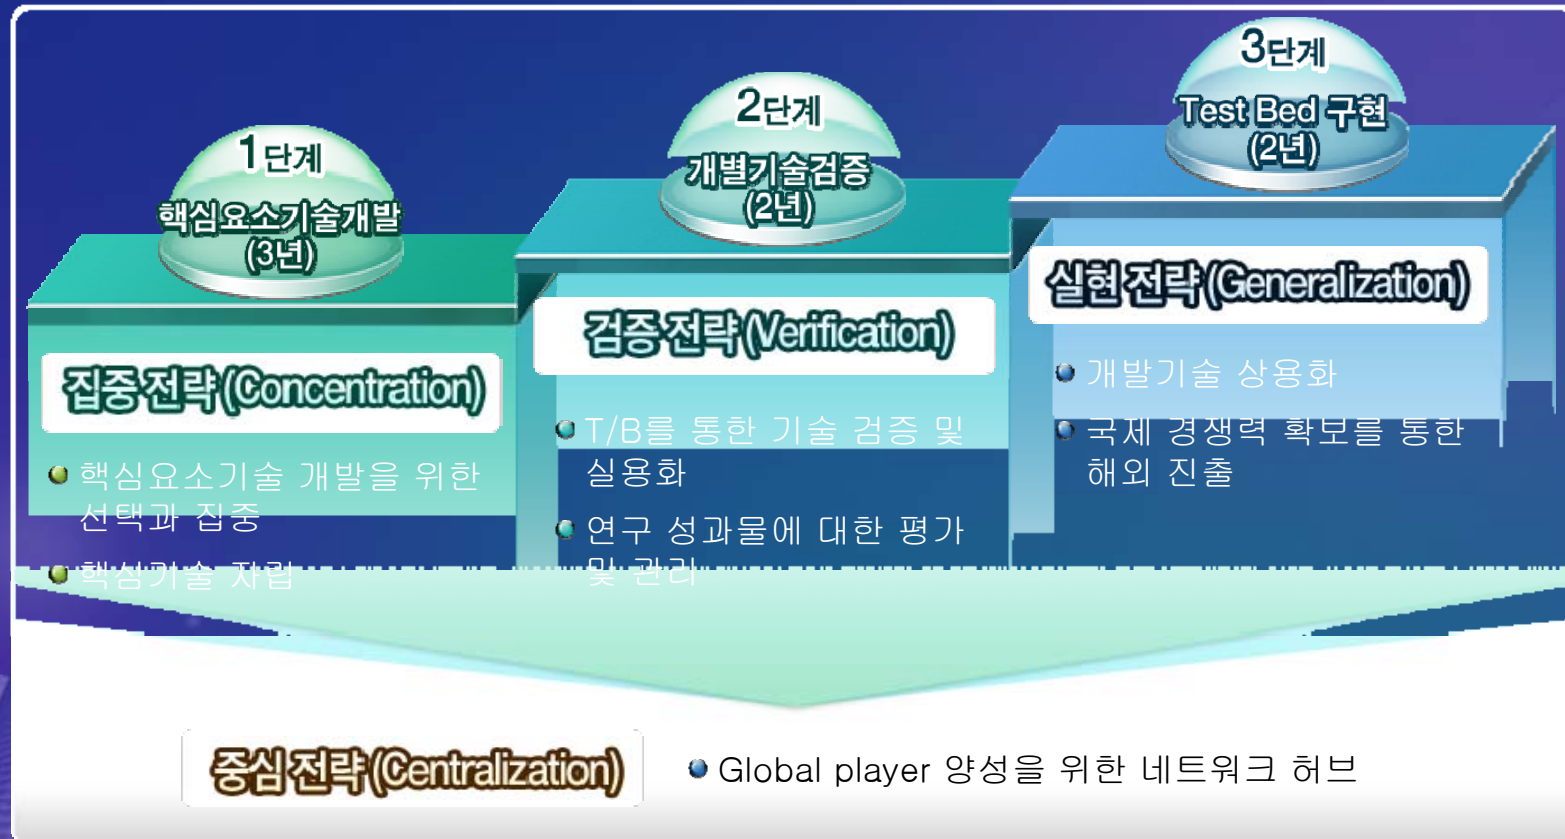 1단계
핵심요소기술개발
(3년)
집중 전략 (Concentration)
핵심요소기술 개발을 위한
선택과 집중
핵심기술 자립
2단계
개별기술검증
(2년)
검증 전략 (Verification)
T/B를 통한 기술 검증 및
실용화
연구 성과물에 대한 평가
및 관리
3단계
Test Bed 구현
(2년)
실현 전략 (Generalization)
개발기술 상용화
국제 경쟁력 확보를 통한
해외 진출
중심 전략 (Centralization)
Global player 양성을 위한 네트워크 허브